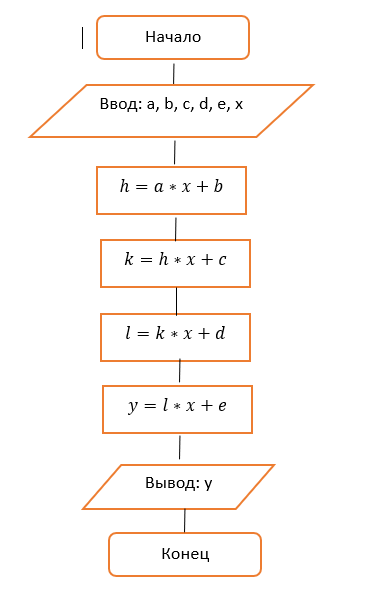 Начало
Ввод: a, b, c, d, e, x
h = a ∗ x + b
k = h ∗ x + c
l = k ∗ x + d
y = l ∗ x + e
Вывод: y
Конец